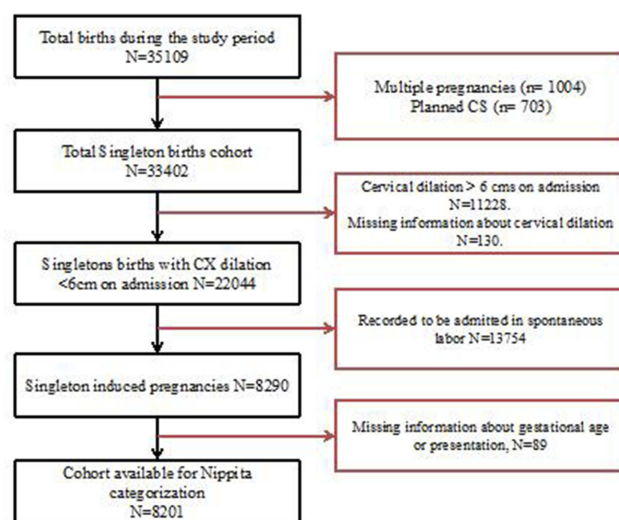 Total births during the study period
N=35109
Multiple pregnancies (n= 1004)
Planned CS (n= 703)
Total Singleton births cohort
N=33402
Cervical dilation > 6 cms on admission
N=11228.
Missing information about cervical dilation
N=130.
Singletons births with CX dilation
<6cm on admission N=22044
Recorded to be admitted in spontaneous
labor N=13754
Singleton induced pregnancies N=8290
Missing information about gestational age
or presentation, N=89
Cohort available for Nippita
categorization
N=8201